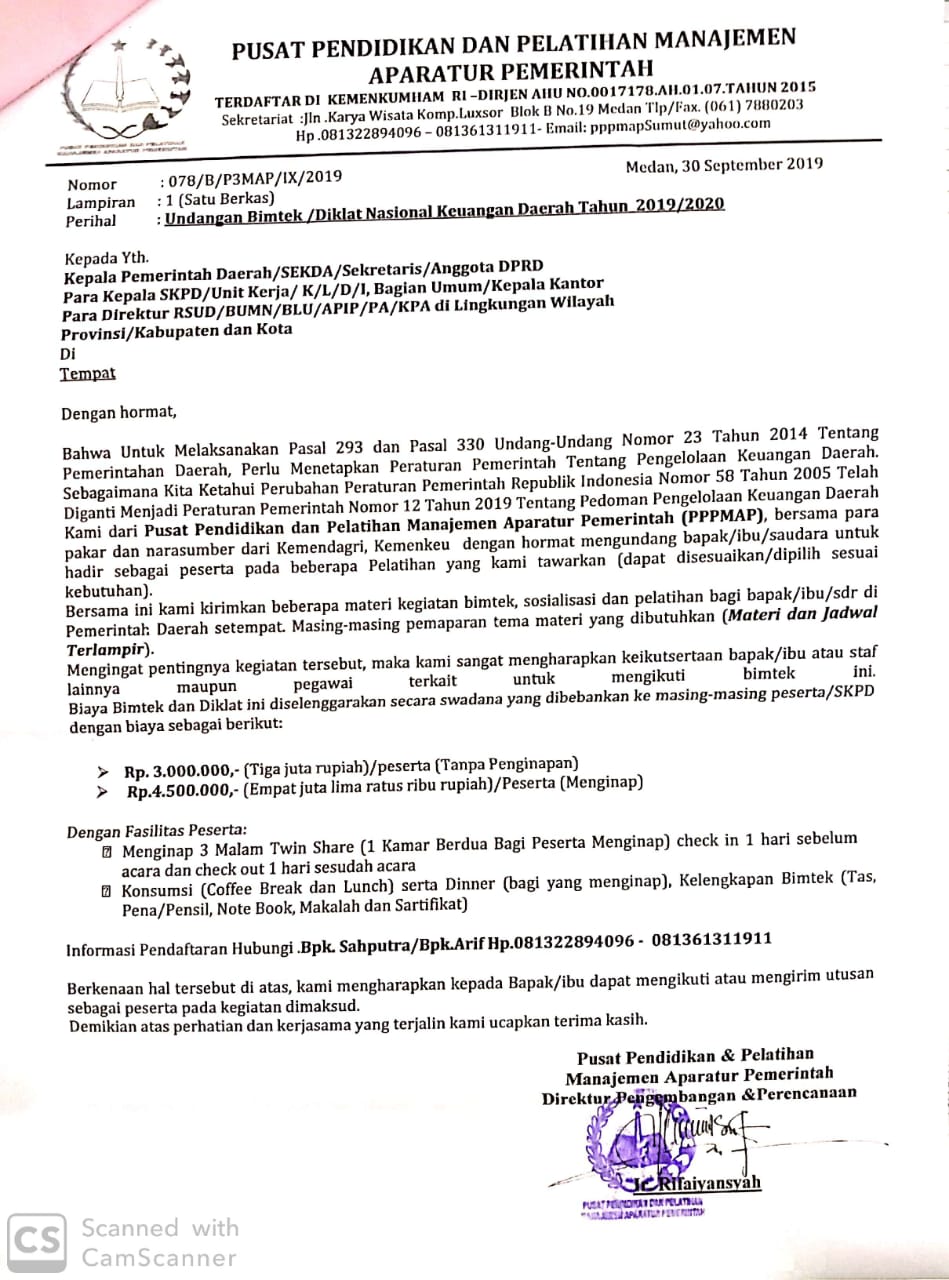 PUSAT PENDIDIKAN DAN PELATIHAN MANAJEMEN
APARATUR PEMERINTAH
TERDAFTAR DI KEMENKUMHAM RI –DIRJEN AHU NO.0017178.AH.01.07.TAHUN 2015
Sekretariat :Jln .Karya Wisata Komp.Luxsor Blok B No.19 Medan Tlp/Fax. (061) 7880203
Hp .081322894096 – 081361311911- Email: pppmapSumut@yahoo.com
PUSAT PENDIDIKAN DAN PELATIHAN
MANAJEMEN APARATUR PEMERINTAH
Medan, 30 September 2019
Nomor : 078/B/P3MAP/IX/2019
Lampiran : 1 (Satu Berkas)
Perihal : Undangan Bimtek /Diklat Nasional Keuangan Daerah Tahun 2019/2020
Kepada Yth.
Kepala Pemerintah Daerah/SEKDA/Sekretaris/Anggota DPRD
Para Kepala SKPD/Unit Kerja/ K/L/D/I, Bagian Umum/Kepala Kantor
Para Direktur RSUD/BUMN/BLU/APIP/PA/KPA di Lingkungan Wilayah
Provinsi/Kabupaten dan Kota
Di
Tempat
Dengan hormat,
Bahwa Untuk Melaksanakan Pasal 293 dan Pasal 330 Undang-Undang Nomor 23 Tahun 2014 Tentang
Pemerintahan Daerah, Perlu Menetapkan Peraturan Pemerintah Tentang Pengelolaan Keuangan Daerah.
Sebagaimana Kita Ketahui Perubahan Peraturan Pemerintah Republik Indonesia Nomor 58 Tahun 2005 Telah
Diganti Menjadi Peraturan Pemerintah Nomor 12 Tahun 2019 Tentang Pedoman Pengelolaan Keuangan Daerah
Kami dari Pusat Pendidikan dan Pelatihan Manajemen Aparatur Pemerintah (PPPMAP), bersama para
pakar dan narasumber dari Kemendagri, Kemenkeu dengan hormat mengundang bapak/ibu/saudara untuk
hadir sebagai peserta pada beberapa Pelatihan yang kami tawarkan (dapat disesuaikan/dipilih sesuai
kebutuhan).
Bersama ini kami kirimkan beberapa materi kegiatan bimtek, sosialisasi dan pelatihan bagi bapak/ibu/sdr di
Pemerintah Daerah setempat. Masing-masing pemaparan tema materi yang dibutuhkan (Materi dan Jadwal
Terlampir).
Mengingat pentingnya kegiatan tersebut, maka kami sangat mengharapkan keikutsertaan bapak/ibu atau staf
lainnya maupun pegawai terkait untuk mengikuti bimtek ini.
Biaya Bimtek dan Diklat ini diselenggarakan secara swadana yang dibebankan ke masing-masing peserta/SKPD
dengan biaya sebagai berikut:
➢ Rp. 3.000.000,- (Tiga juta rupiah)/peserta (Tanpa Penginapan)
➢ Rp.4.500.000,- (Empat juta lima ratus ribu rupiah)/Peserta (Menginap)
Dengan Fasilitas Peserta:
Menginap 3 Malam Twin Share (1 Kamar Berdua Bagi Peserta Menginap) check in 1 hari sebelum
acara dan check out 1 hari sesudah acara
Konsumsi (Coffee Break dan Lunch) serta Dinner (bagi yang menginap), Kelengkapan Bimtek (Tas,
Pena/Pensil, Note Book, Makalah dan Sartifikat)
Informasi Pendaftaran Hubungi .Bpk. Sahputra/Bpk.Arif Hp.081322894096 - 081361311911
Berkenaan hal tersebut di atas, kami mengharapkan kepada Bapak/ibu dapat mengikuti atau mengirim utusan
sebagai peserta pada kegiatan dimaksud.
Demikian atas perhatian dan kerjasama yang terjalin kami ucapkan terima kasih.
Pusat Pendidikan & Pelatihan
Manajemen Aparatur Pemerintah
Direktur Pengembangan &Perencanaan
Rifaiyansyah
PUSAT PENDIDIKAN DAN PELATIHAN
MANAJEMEN APARATUR PEMERINTAH
CS Scanned with
CamScanner